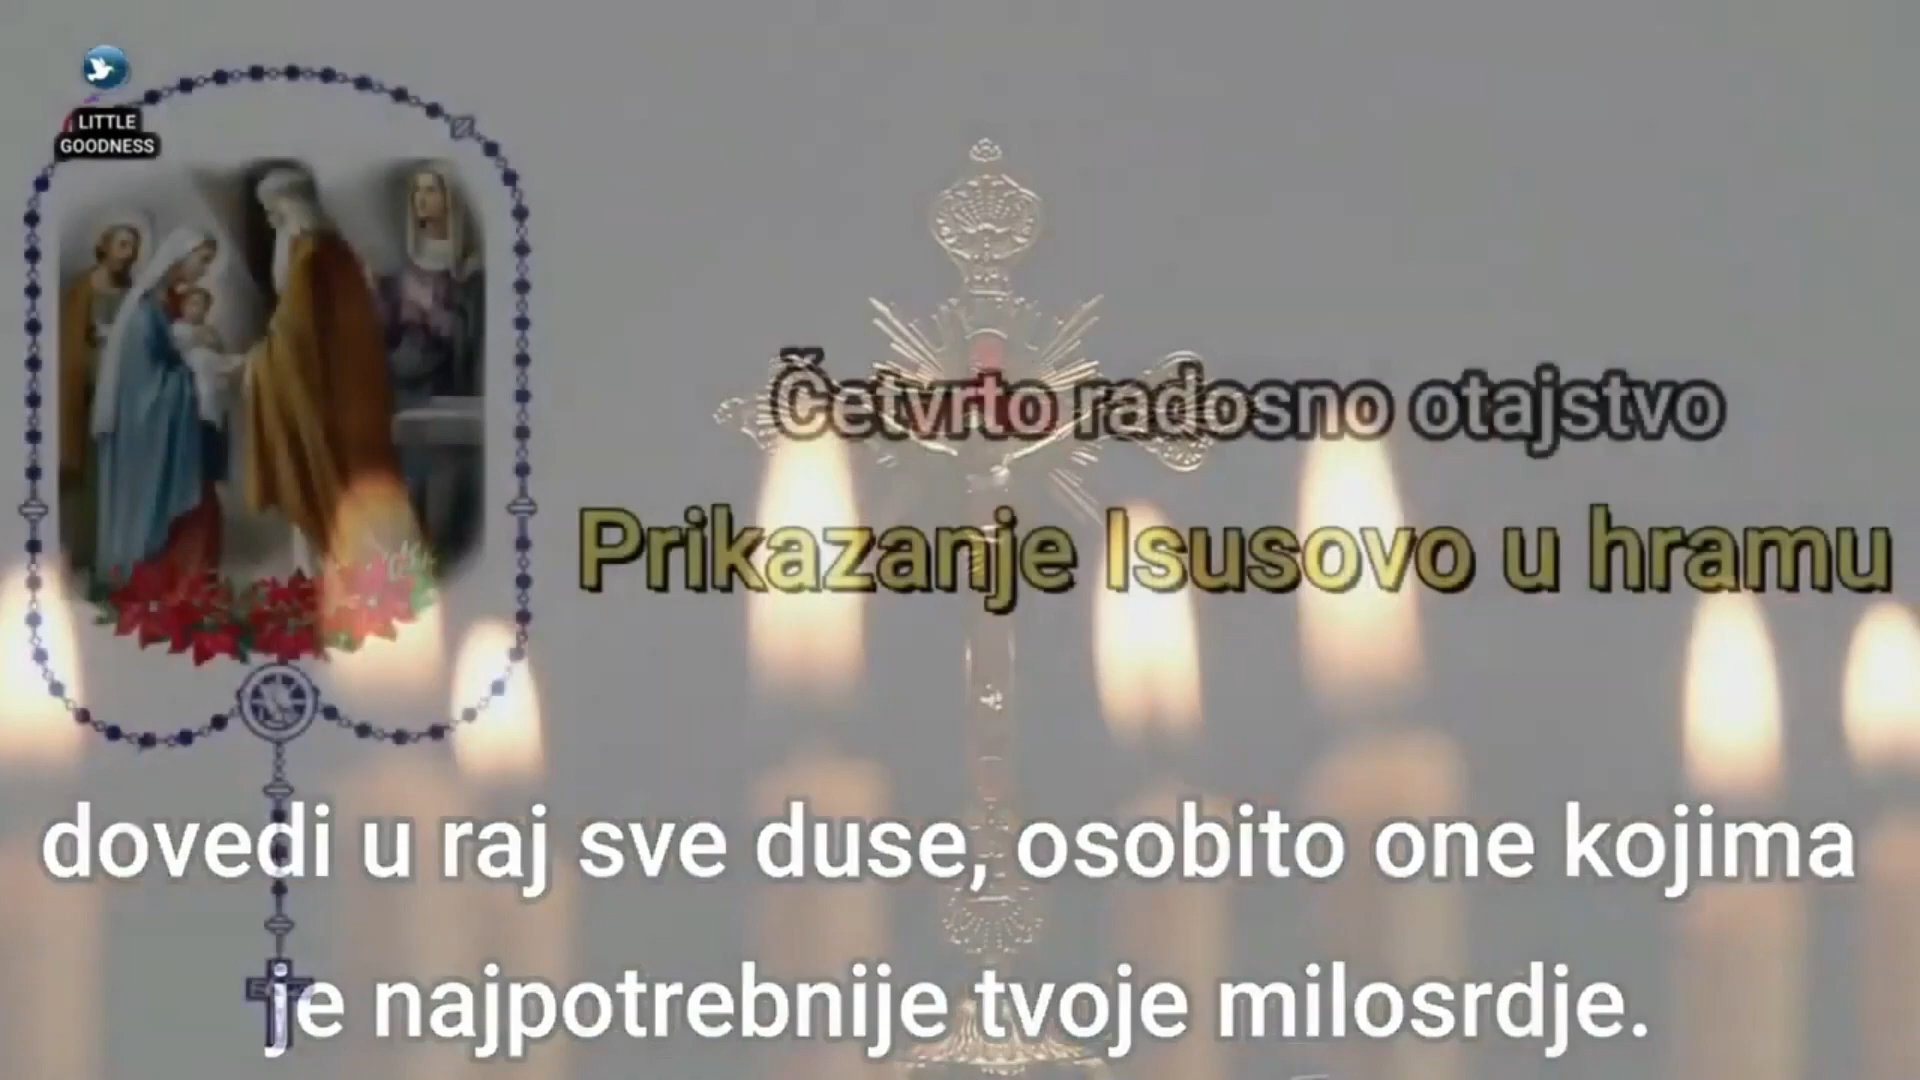 LITTLE
GOODNESS
Četvrto radosno otajstvo
Prikazanje Isusovo u hramu
dovedi u raj sve duse, osobito one kojima
je najpotrebnije tvoje milosrdje.